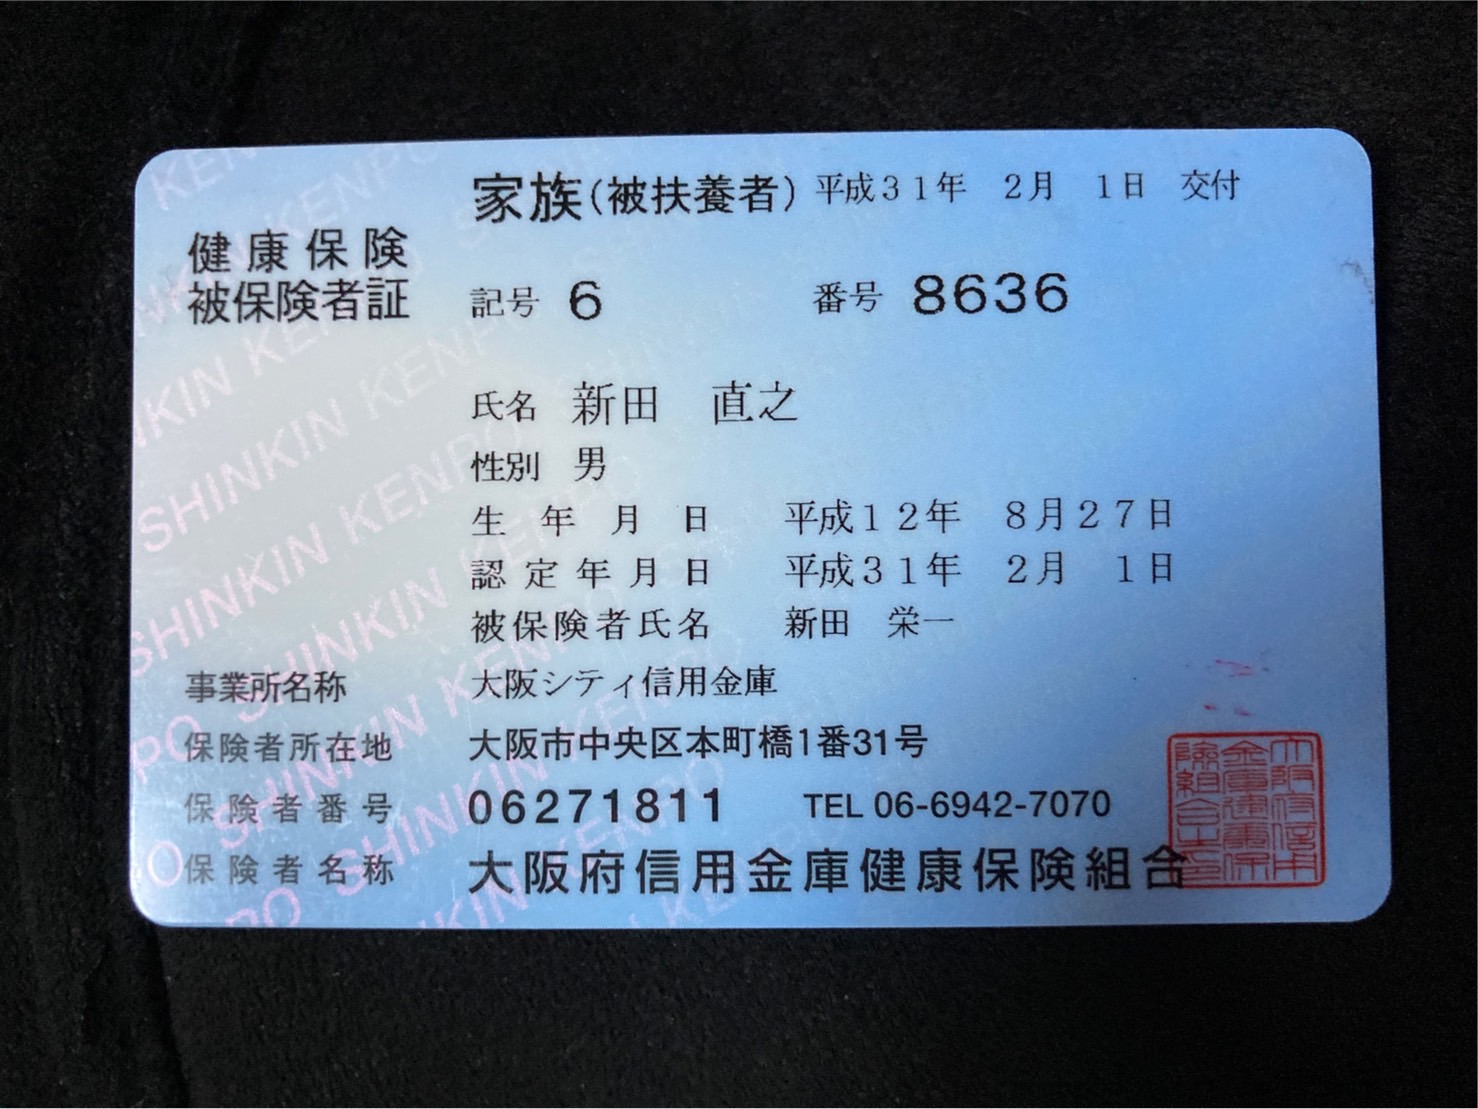 家族(被扶養者) 平成31年 2月 1日 交付
健康保険
被保険者証
記号 6 番号 8636
氏名 新田 直之
性別 男
生年月日 平成12年 8月27日
認定年月日 平成31年 2月 1日
被保険者氏名 新田 栄一
事業所名称 大阪シティ信用金庫
保険者所在地 大阪市中央区本町橋1番31号
保険者番号 06271811 TEL 06-6942-7070
保険者名称 大阪府信用金庫健康保険組合
SHINKIN KENPO